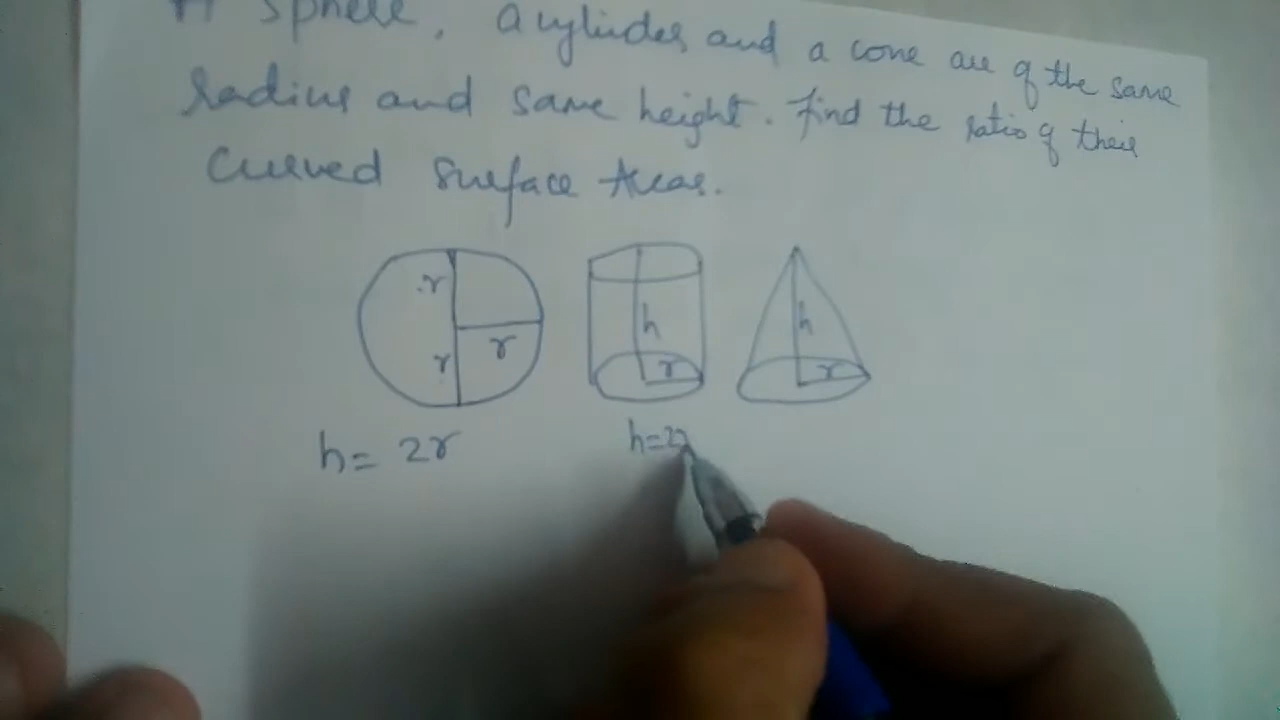 A sphere, a cylinder and a cone are of the same
radius and same height. Find the ratio of their
Curved Surface Areas.
r
r
r
h
r
h
r
h = 2r
h=2